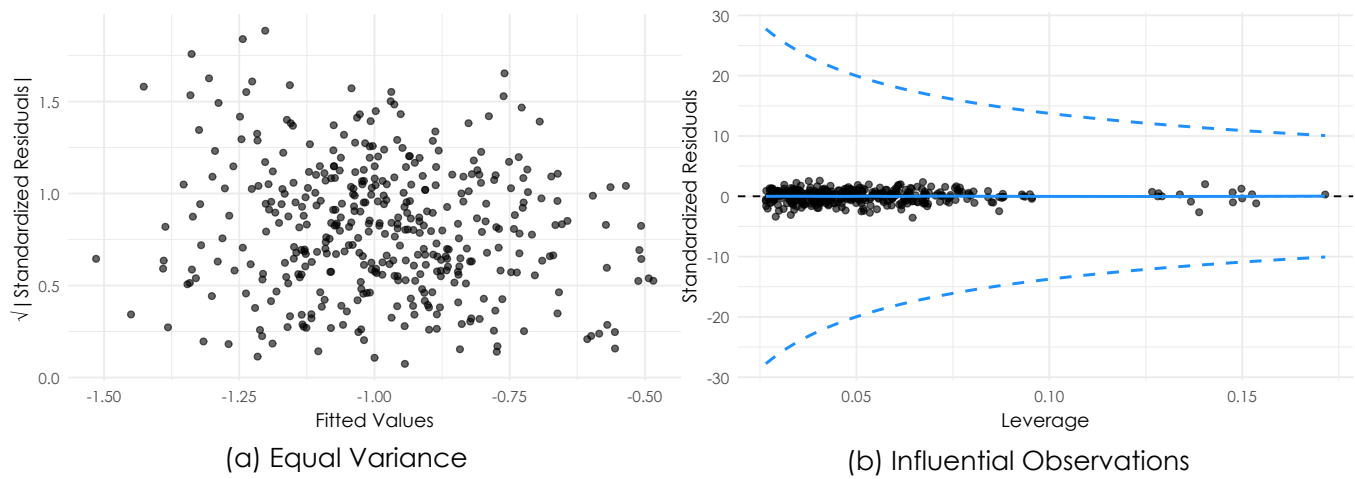 √| Standardized Residuals |
1.5
1.0
0.5
0.0
-1.50 -1.25 -1.00 -0.75 -0.50
Fitted Values
(a) Equal Variance
Standardized Residuals
30
20
10
0
-10
-20
-30
0.05 0.10 0.15
Leverage
(b) Influential Observations